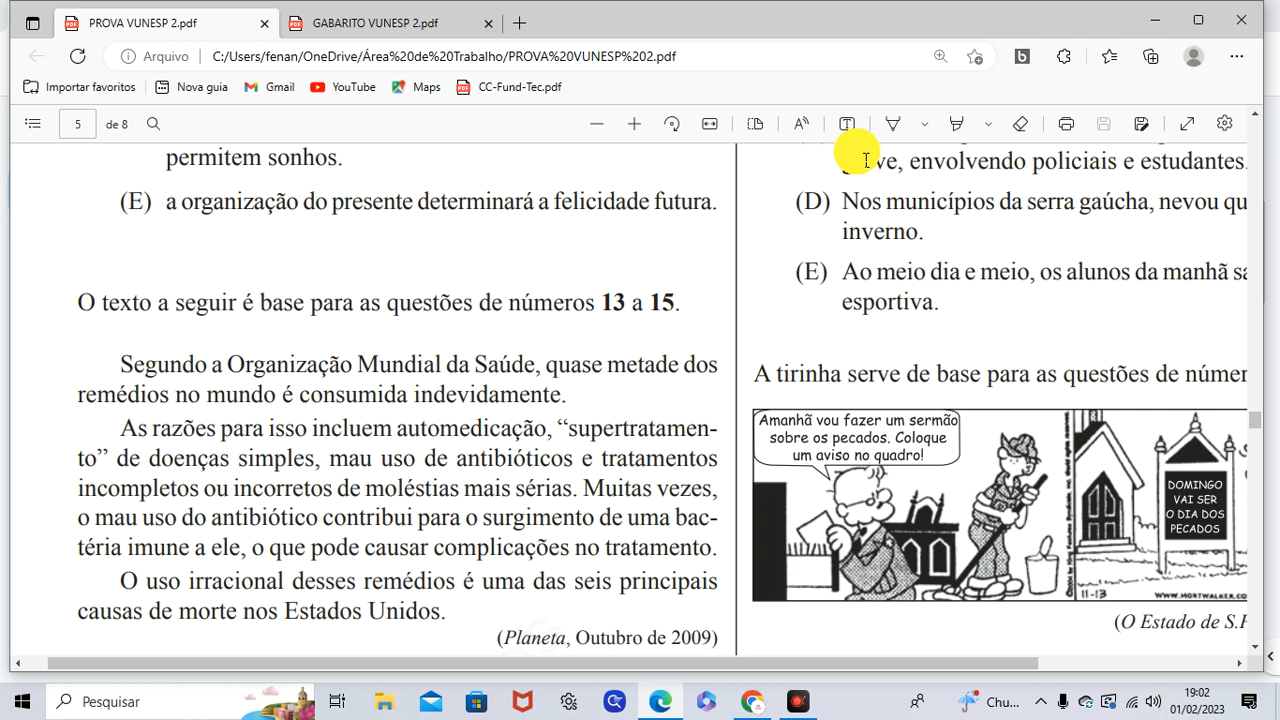 PROVA VUNESP 2.pdf
GABARITO VUNESP 2.pdf
Arquivo
C:/Users/fenan/OneDrive/Área%20de%20Trabalho/PROVA%20VUNESP%202.pdf
Importar favoritos
Nova guia
Gmail
YouTube
Maps
CC-Fund-Tec.pdf
5
de 8
permitem sonhos.
(E) a organização do presente determinará a felicidade futura.
O texto a seguir é base para as questões de números 13 a 15.
Segundo a Organização Mundial da Saúde, quase metade dos
remédios no mundo é consumida indevidamente.
As razões para isso incluem automedicação, “supertratamen-
to” de doenças simples, mau uso de antibióticos e tratamentos
incompletos ou incorretos de moléstias mais sérias. Muitas vezes,
o mau uso do antibiótico contribui para o surgimento de uma bac-
téria imune a ele, o que pode causar complicações no tratamento.
O uso irracional desses remédios é uma das seis principais
causas de morte nos Estados Unidos.
(Planeta, Outubro de 2009)
envolvendo policiais e estudantes.
(D) Nos municípios da serra gaúcha, nevou qu
inverno.
(E) Ao meio dia e meio, os alunos da manhã sa
esportiva.
A tirinha serve de base para as questões de númer
Amanhã vou fazer um sermão
sobre os pecados. Coloque
um aviso no quadro!
DOMINGO
VAI SER
O DIA DOS
PECADOS
11-13
WWW.MORTWALKER.CO
(O Estado de S.P
Pesquisar
Chu...
19:02
01/02/2023